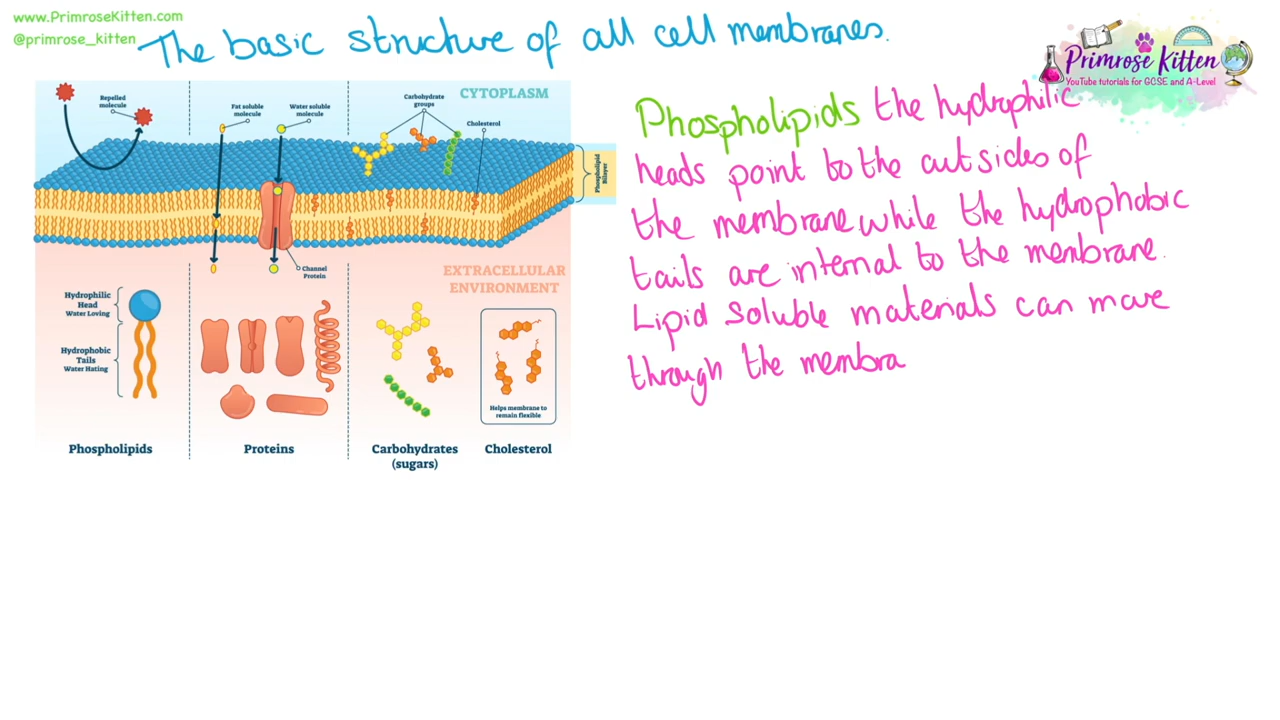 www.PrimroseKitten.com
@primrose_kitten
The basic structure of all cell membranes.
Primrose Kitten
YouTube tutorials for GCSE and A-Level
Repelled
molecule
Fat soluble
molecule
Water soluble
molecule
Carbohydrate
groups
CYTOPLASM
Cholesterol
Phospholipid
Bilayer
Channel
Protein
EXTRACELLULAR
ENVIRONMENT
Hydrophilic
Head
Water Loving
Hydrophobic
Tails
Water Hating
Helps membrane to
remain flexible
Phospholipids
Proteins
Carbohydrates
(sugars)
Cholesterol
Phospholipids the hydrophilic
heads point to the outsides of
the membrane while the hydrophobic
tails are internal to the membrane.
Lipid soluble materials can move
through the membra